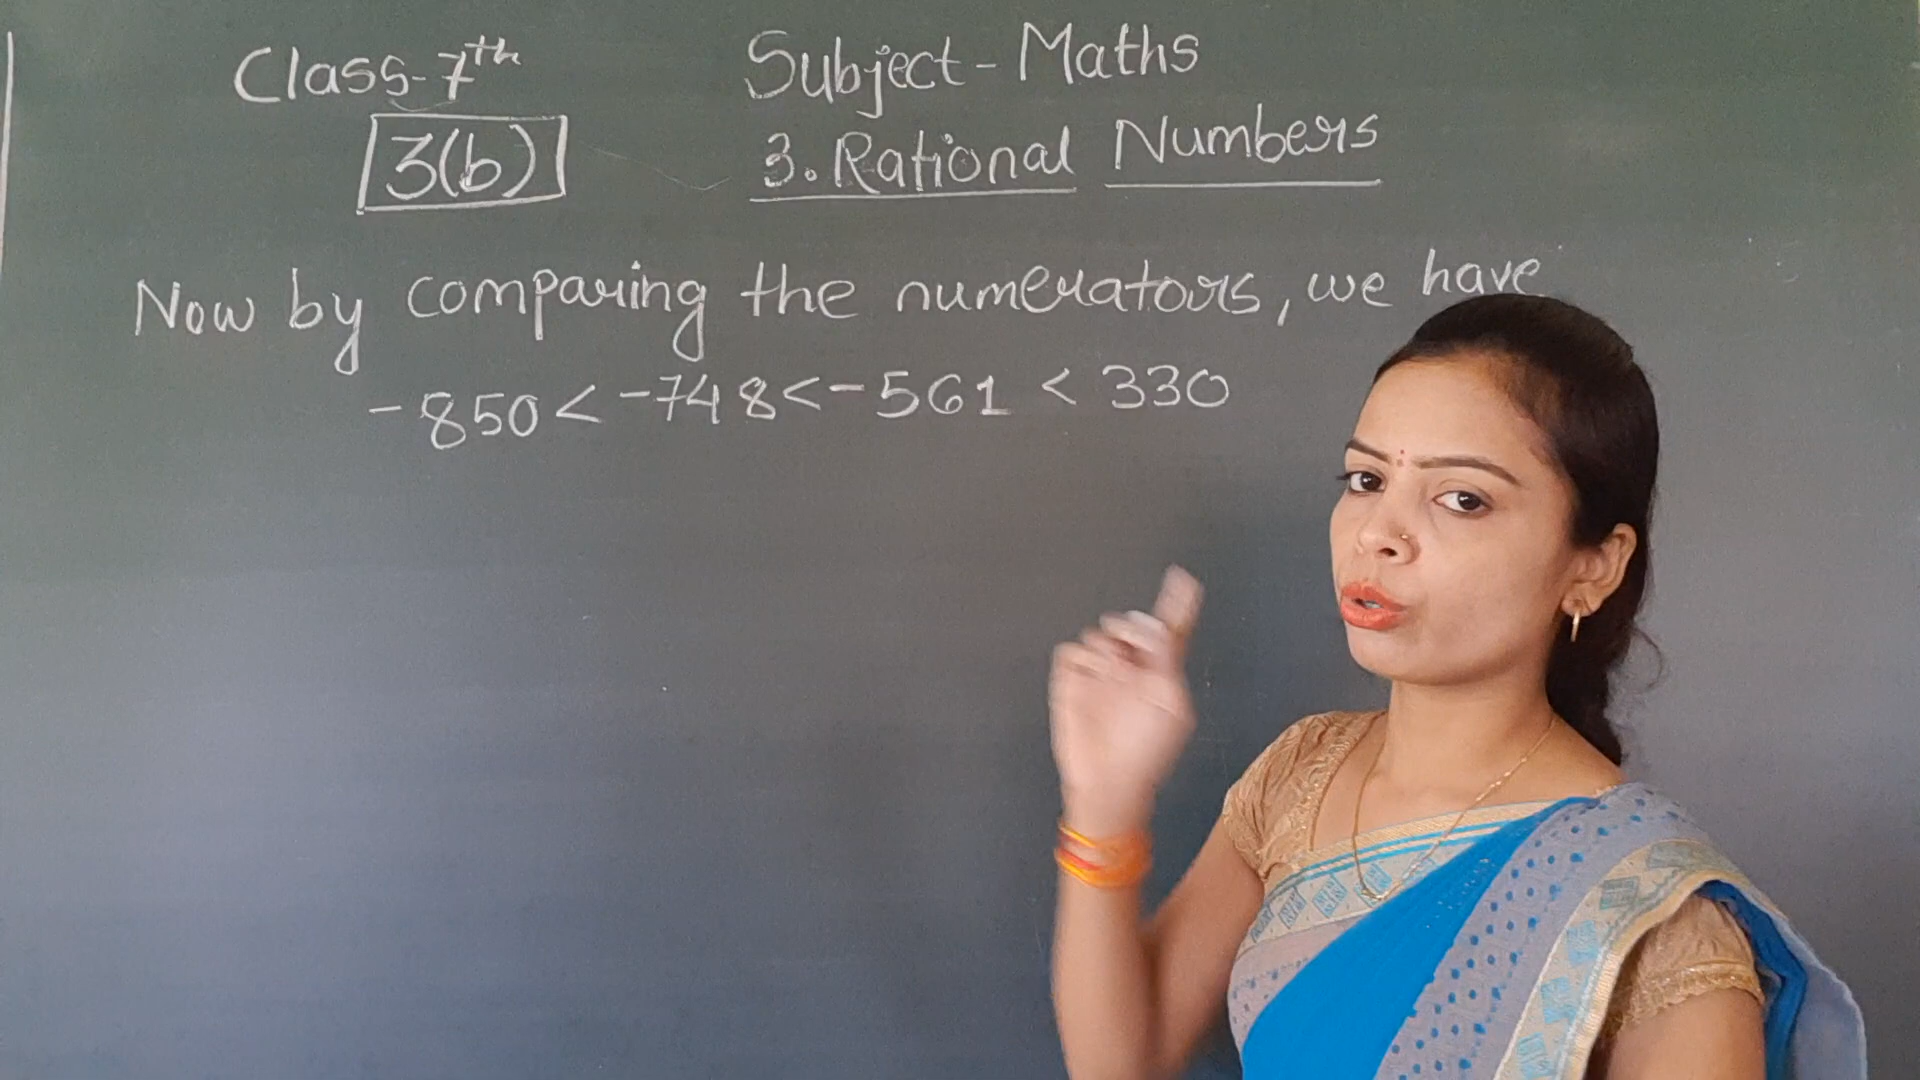 Class-7th
Subject-Maths
3(b)
3. Rational Numbers
Now by comparing the numerators, we have
-850 < -748 < -561 < 330